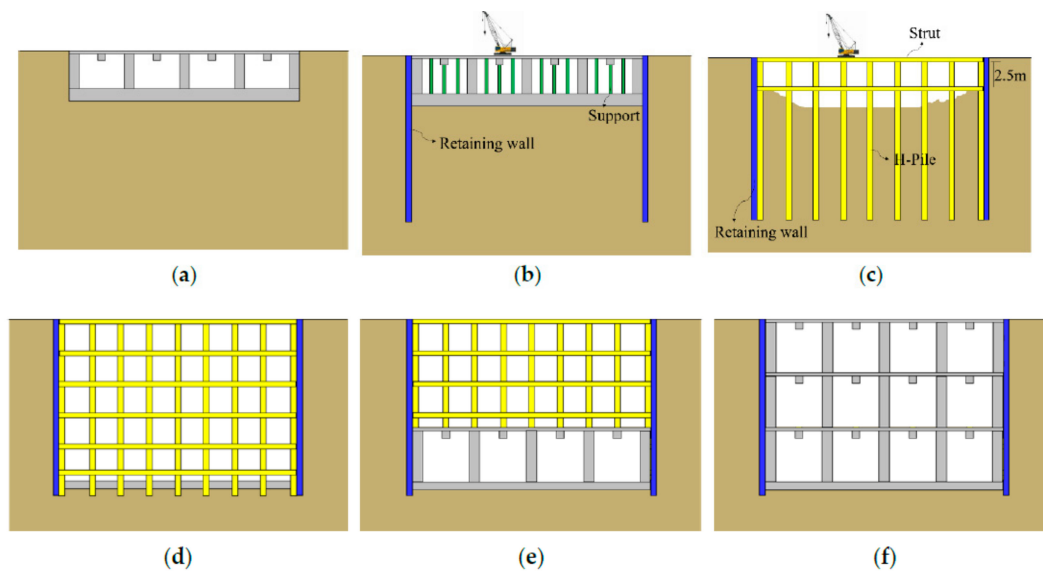 Strut
2.5m
Support
Retaining wall
H-Pile
Retaining wall
(a)
(b)
(c)
(d)
(e)
(f)